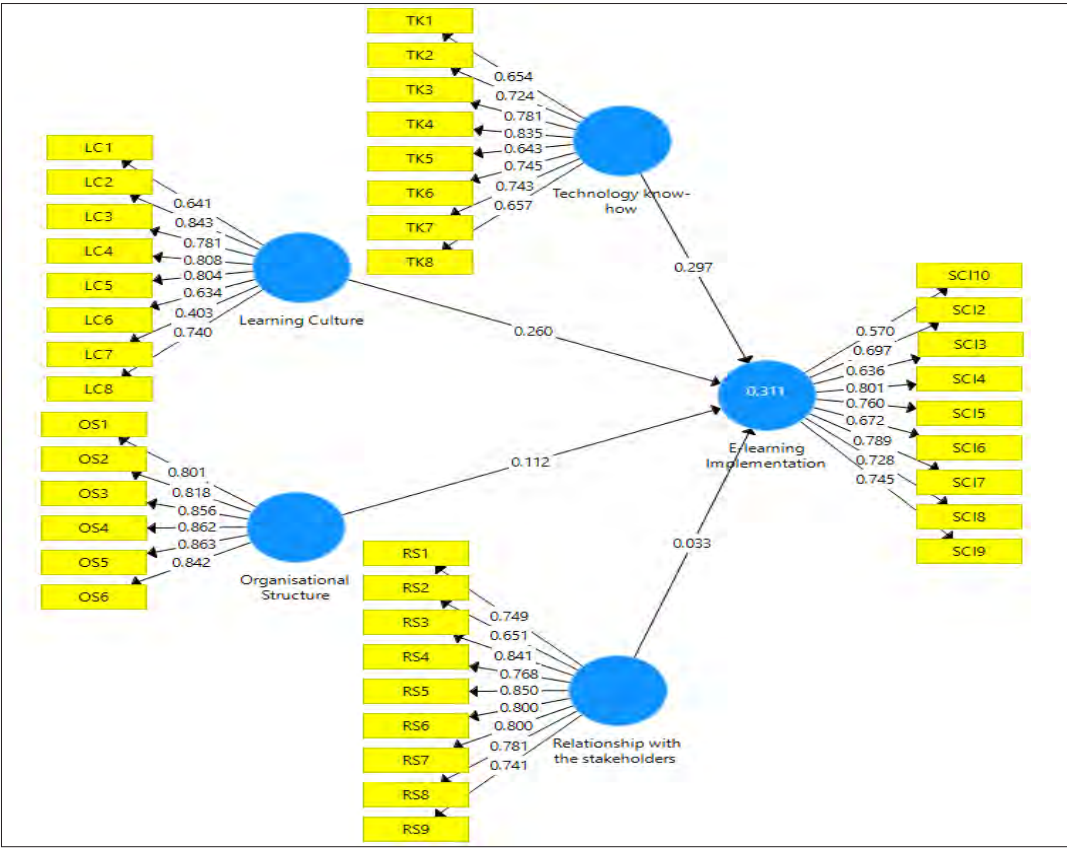 TK1
TK2
TK3
TK4
TK5
TK6
TK7
TK8
0.654
0.724
0.781
0.835
0.643
0.745
0.743
0.657
Technology know-
how
0.297
LC1
LC2
LC3
LC4
LC5
LC6
LC7
LC8
0.641
0.843
0.781
0.808
0.804
0.634
0.403
0.740
Learning Culture
0.260
OS1
OS2
OS3
OS4
OS5
OS6
0.801
0.818
0.856
0.862
0.863
0.842
Organisational
Structure
0.112
RS1
RS2
RS3
RS4
RS5
RS6
RS7
RS8
RS9
0.749
0.651
0.841
0.768
0.850
0.800
0.800
0.781
0.741
Relationship with
the stakeholders
0.033
0.311
E-learning
Implementation
0.570
0.697
0.636
0.801
0.760
0.672
0.789
0.728
0.745
SCI10
SCI2
SCI3
SCI4
SCI5
SCI6
SCI7
SCI8
SCI9